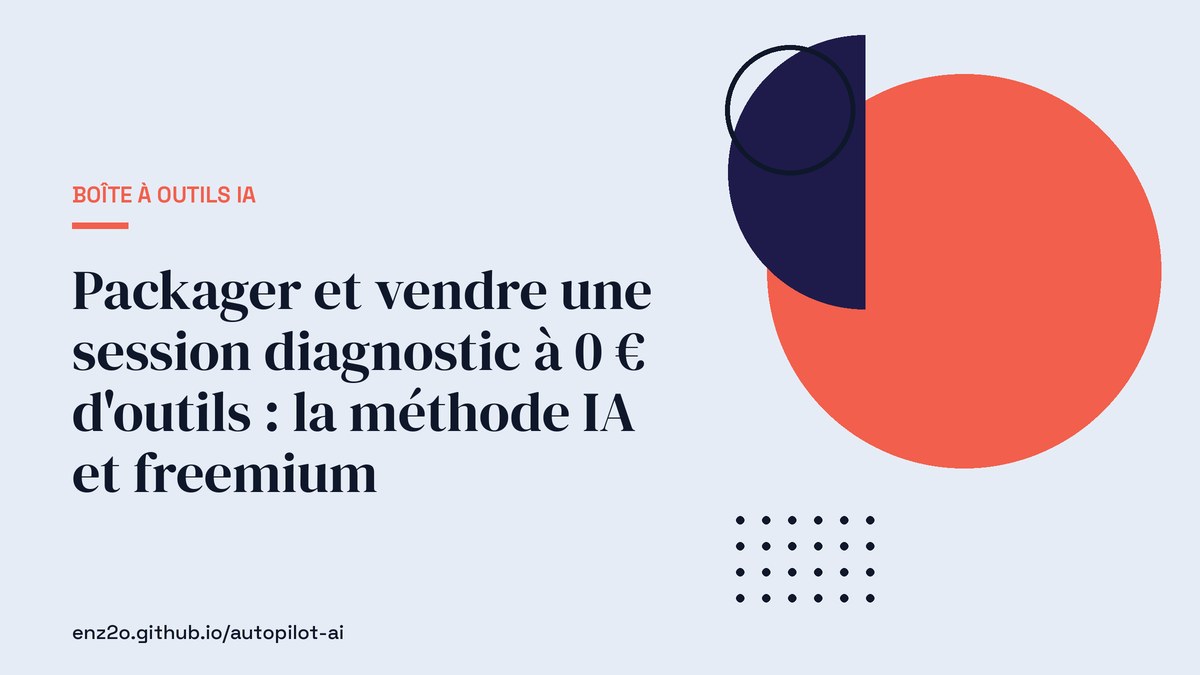 BOÎTE À OUTILS IA
Packager et vendre une
session diagnostic à 0 €
d'outils : la méthode IA
et freemium
enz2o.github.io/autopilot-ai